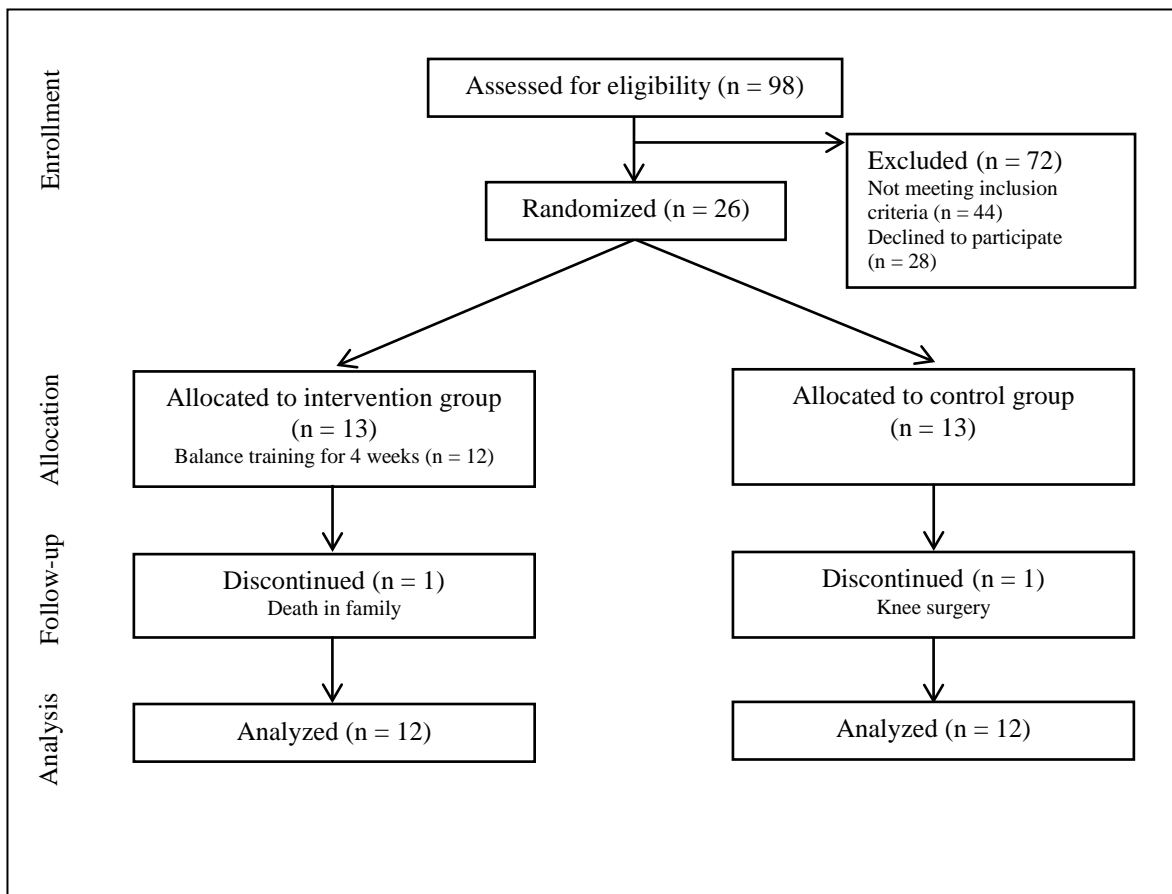 Enrollment
Assessed for eligibility (n = 98)
Excluded (n = 72)
Not meeting inclusion
criteria (n = 44)
Declined to participate
(n = 28)
Randomized (n = 26)
Allocation
Allocated to intervention group
(n = 13)
Balance training for 4 weeks (n = 12)
Allocated to control group
(n = 13)
Follow-up
Discontinued (n = 1)
Death in family
Discontinued (n = 1)
Knee surgery
Analysis
Analyzed (n = 12)
Analyzed (n = 12)